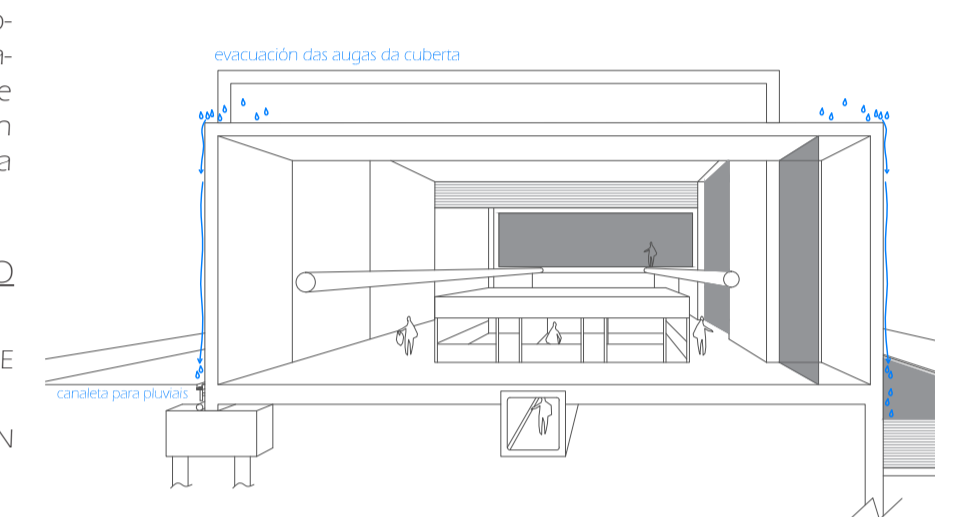 o-
a-
e
n
a
O
E
N
evacuación das augas da cuberta
canaleta para pluviais